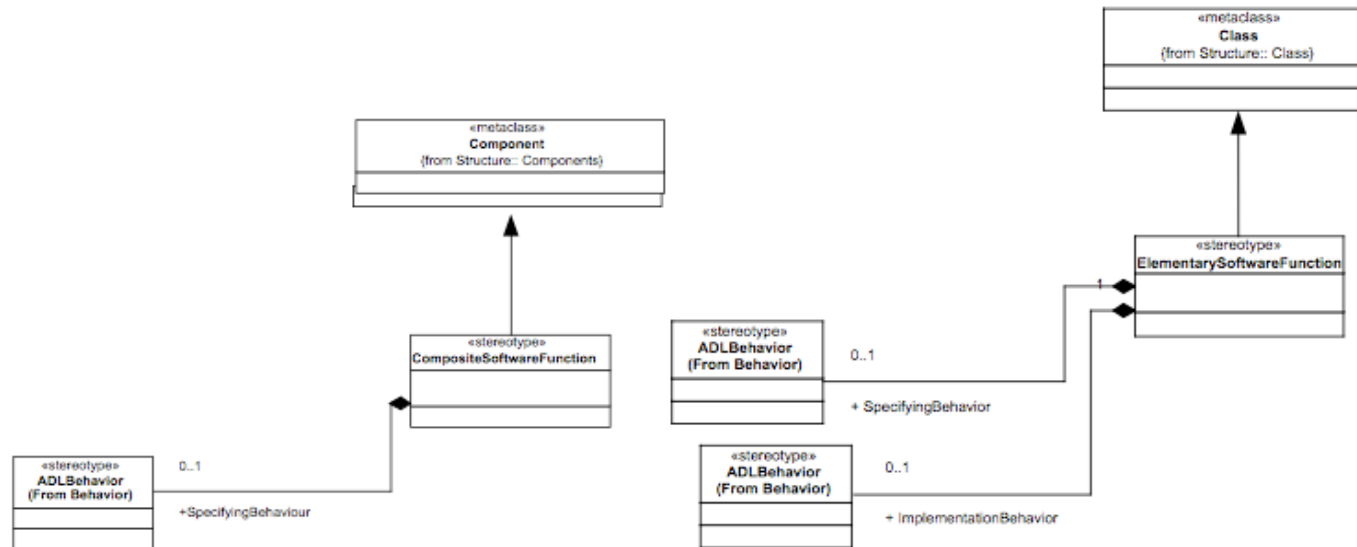 «metaclass»
Class
{from Structure:: Class}
«metaclass»
Component
{from Structure:: Components}
«stereotype»
ElementarySoftwareFunction
1
«stereotype»
CompositeSoftwareFunction
«stereotype»
ADLBehavior
(From Behavior)
0..1
+ SpecifyingBehavior
«stereotype»
ADLBehavior
(From Behavior)
0..1
+ ImplementationBehavior
«stereotype»
ADLBehavior
(From Behavior)
0..1
+SpecifyingBehaviour